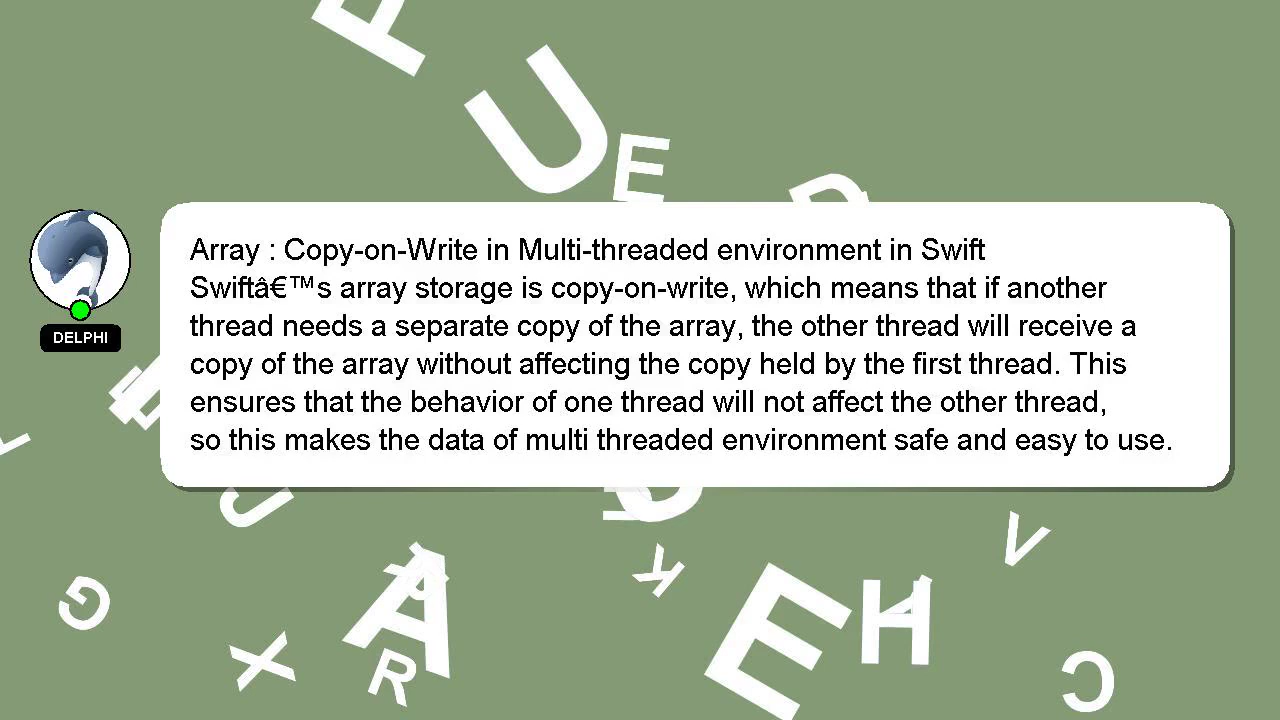 Array : Copy-on-Write in Multi-threaded environment in Swift
Swiftâ€™s array storage is copy-on-write, which means that if another
thread needs a separate copy of the array, the other thread will receive a
copy of the array without affecting the copy held by the first thread. This
ensures that the behavior of one thread will not affect the other thread,
so this makes the data of multi threaded environment safe and easy to use.
DELPHI
U
E
G
X
A
R
K
E
H
V
C